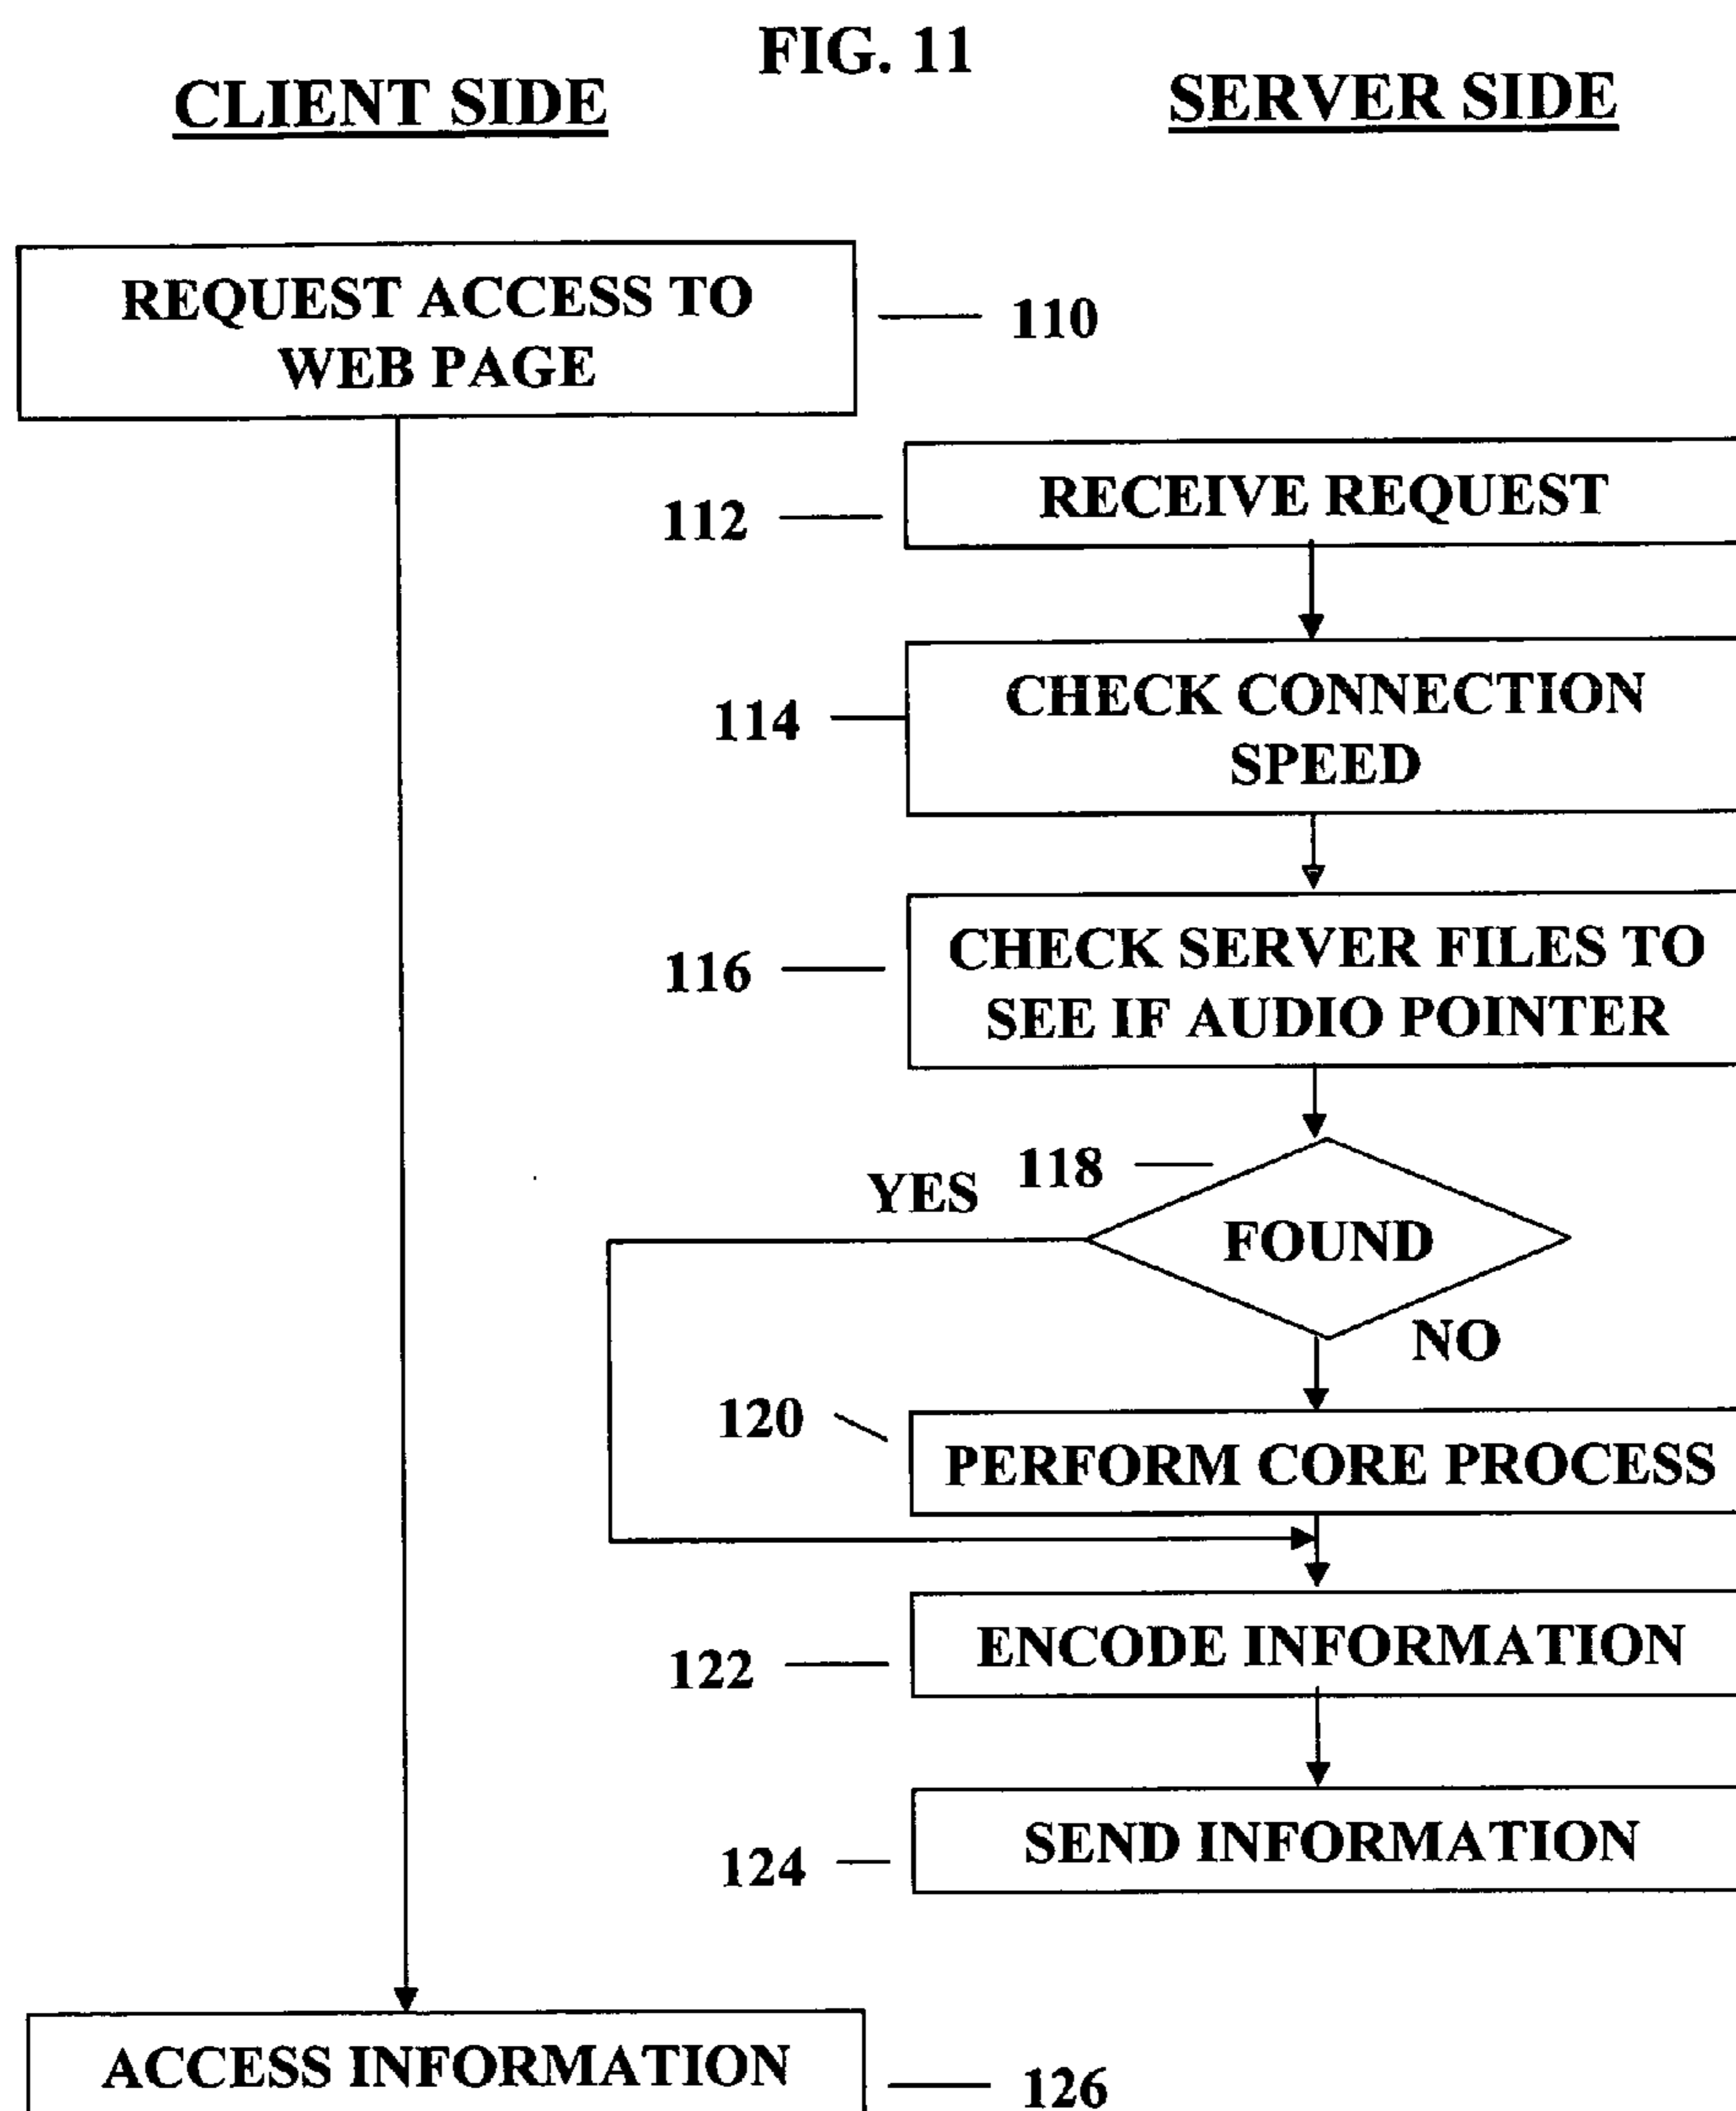 FIG. 11
CLIENT SIDE
SERVER SIDE
REQUEST ACCESS TO
WEB PAGE
110
RECEIVE REQUEST
112
CHECK CONNECTION
SPEED
114
CHECK SERVER FILES TO
SEE IF AUDIO POINTER
116
118
YES
FOUND
NO
120
PERFORM CORE PROCESS
ENCODE INFORMATION
122
SEND INFORMATION
124
ACCESS INFORMATION
126